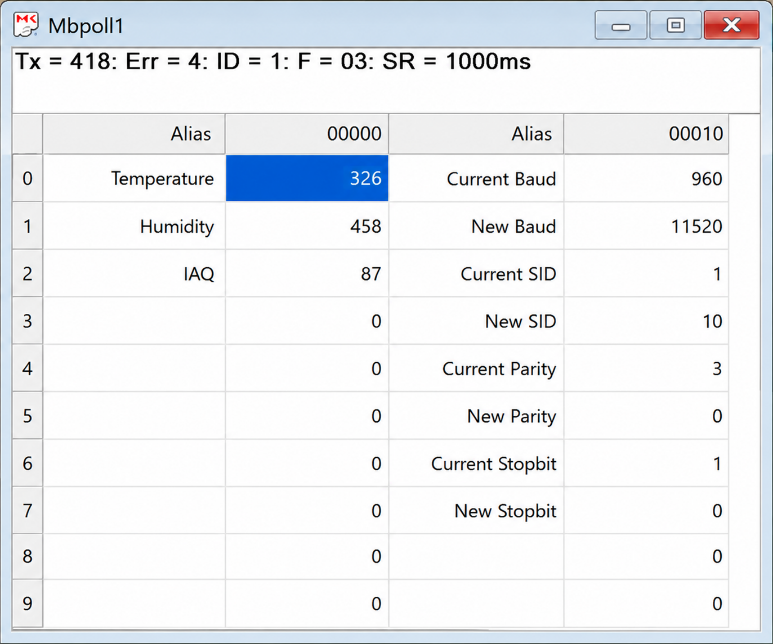 Mbpoll1
Tx = 418: Err = 4: ID = 1: F = 03: SR = 1000ms
Alias 00000 Alias 00010
0 Temperature 326 Current Baud 960
1 Humidity 458 New Baud 11520
2 IAQ 87 Current SID 1
3 0 New SID 10
4 0 Current Parity 3
5 0 New Parity 0
6 0 Current Stopbit 1
7 0 New Stopbit 0
8 0 0
9 0 0